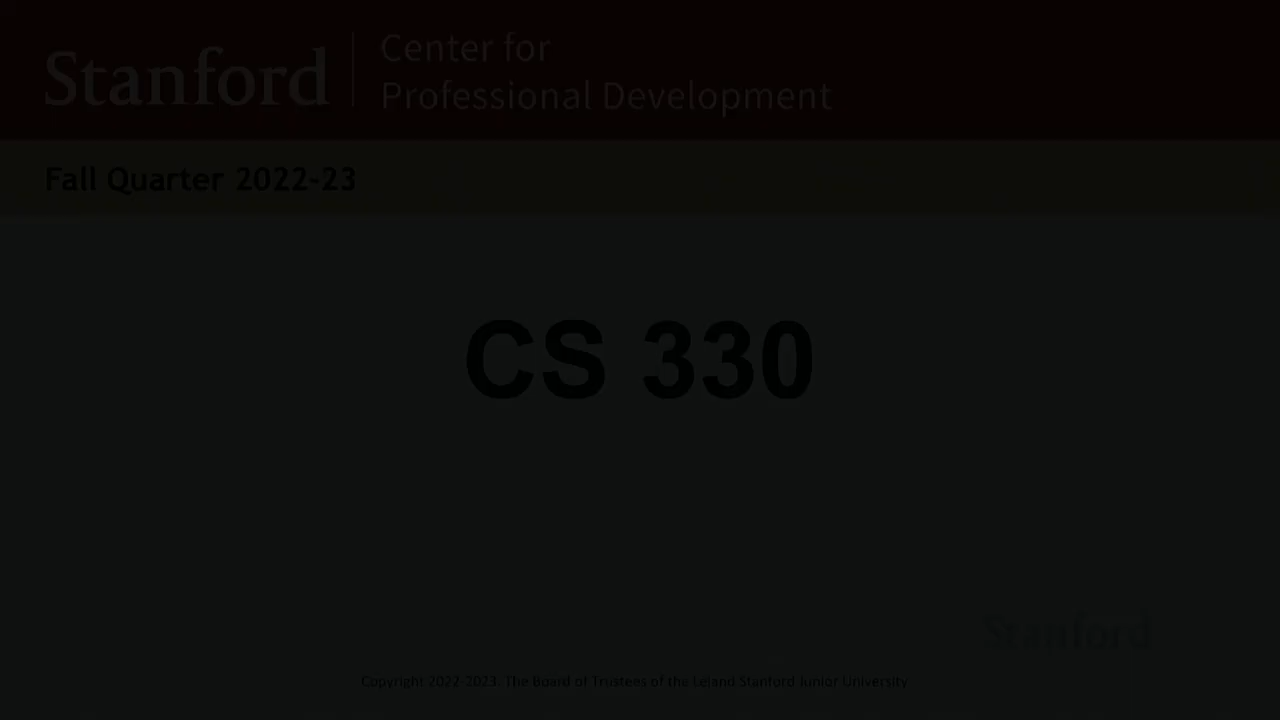 Stanford
Center for
Professional Development
Fall Quarter 2022-23
CS 330
Stanford
Copyright 2022-2023. The Board of Trustees of the Leland Stanford Junior University